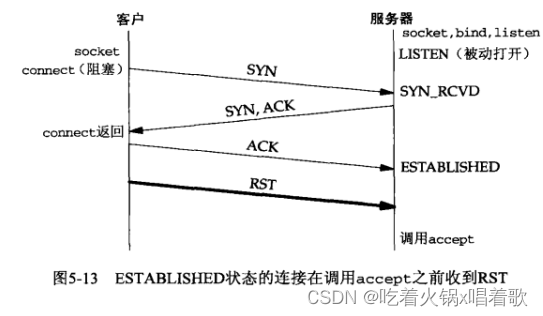 客户
服务器
socket
connect（阻塞）
socket,bind,listen
LISTEN（被动打开）
SYN
SYN_RCVD
SYN, ACK
connect返回
ACK
ESTABLISHED
RST
调用accept
图5-13 ESTABLISHED状态的连接在调用accept之前收到RST
CSDN @吃着火锅x唱着歌